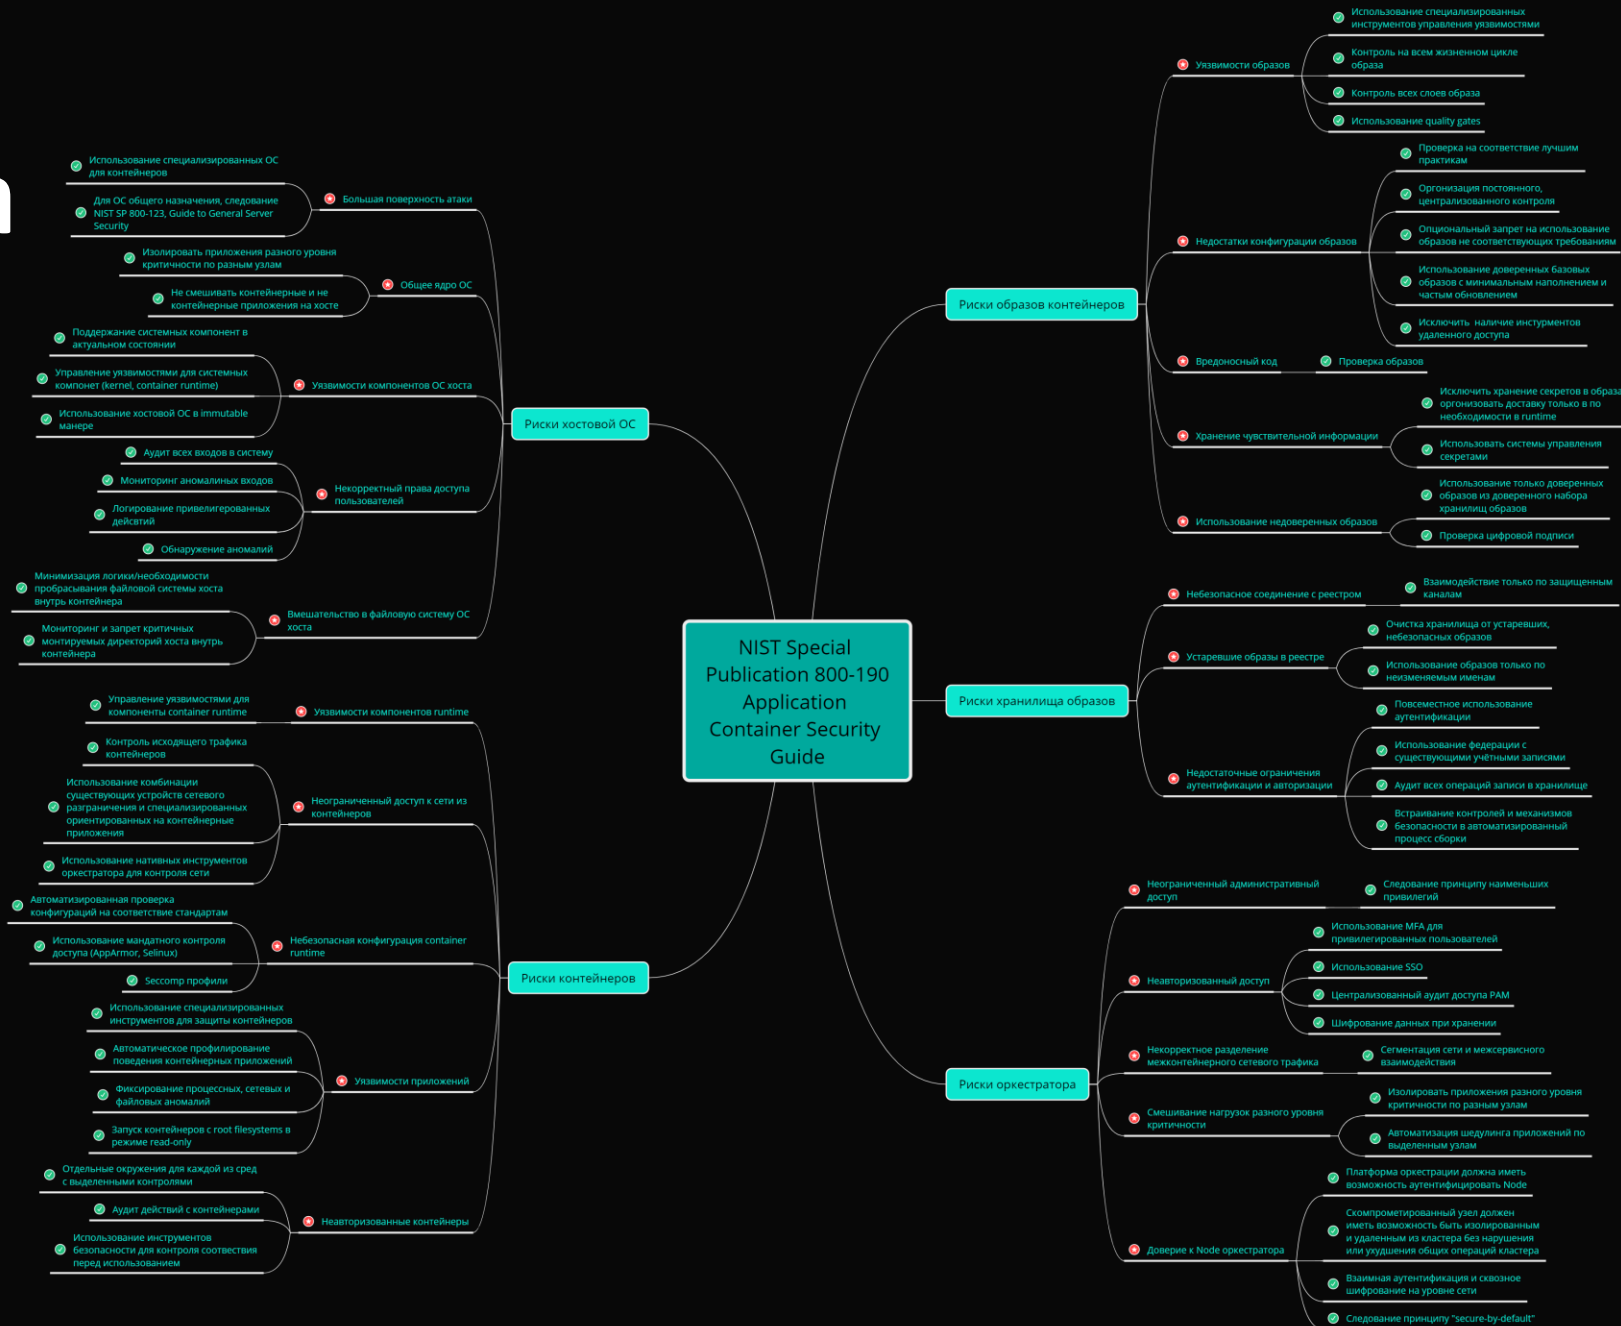 NIST Special
Publication 800-190
Application
Container Security
Guide
Риски образов контейнеров
Уязвимости образов
Использование специализированных
инструментов управления уязвимостями
Контроль на всем жизненном цикле
образа
Контроль всех слоев образа
Использование quality gates
Недостатки конфигурации образов
Проверка на соответствие лучшим
практикам
Оргонизация постоянного,
централизованного контроля
Опциональный запрет на использование
образов не соответствующих требованиям
Использование доверенных базовых
образов с минимальным наполнением и
частым обновлением
Исключить наличие инстурментов
удаленного доступа
Вредоносный код
Проверка образов
Хранение чувствительной информации
Исключить хранение секретов в образа
оргонизовать доставку только в по
необходимости в runtime
Использовать системы управления
секретами
Использование недоверенных образов
Использование только доверенных
образов из доверенного набора
хранилищ образов
Проверка цифровой подписи
Риски хранилища образов
Небезопасное соединение с реестром
Взаимодействие только по защищенным
каналам
Устаревшие образы в реестре
Очистка хранилища от устаревших,
небезопасных образов
Использование образов только по
неизменяемым именам
Недостаточные ограничения
аутентификации и авторизации
Повсеместное использование
аутентификации
Использование федерации с
существующими учётными записями
Аудит всех операций записи в хранилище
Встраивание контролей и механизмов
безопасности в автоматизированный
процесс сборки
Риски оркестратора
Неограниченный административный
доступ
Следование принципу наименьших
привилегий
Неавторизованный доступ
Использование MFA для
привилегированных пользователей
Использование SSO
Централизованный аудит доступа PAM
Шифрование данных при хранении
Некорректное разделение
межконтейнерного сетевого трафика
Сегментация сети и межсервисного
взаимодействия
Смешивание нагрузок разного уровня
критичности
Изолировать приложения разного уровня
критичности по разным узлам
Автоматизация шедулинга приложений по
выделенным узлам
Доверие к Node оркестратора
Платформа оркестрации должна иметь
возможность аутентифицировать Node
Скомпрометированный узел должен
иметь возможность быть изолированным
и удаленным из кластера без нарушения
или ухудшения общих операций кластера
Взаимная аутентификация и сквозное
шифрование на уровне сети
Следование принципу "secure-by-default"
Риски хостовой ОС
Большая поверхность атаки
Использование специализированных ОС
для контейнеров
Для ОС общего назначения, следование
NIST SP 800-123, Guide to General Server
Security
Общее ядро ОС
Изолировать приложения разного уровня
критичности по разным узлам
Не смешивать контейнерные и не
контейнерные приложения на хосте
Уязвимости компонентов ОС хоста
Поддержание системных компонент в
актуальном состоянии
Управление уязвимостями для системных
компонет (kernel, container runtime)
Использование хостовой ОС в immutable
манере
Некорректный права доступа
пользователей
Аудит всех входов в систему
Мониторинг аномалиных входов
Логирование привелигерованных
дейсвтий
Обнаружение аномалий
Вмешательство в файловую систему ОС
хоста
Минимизация логики/необходимости
пробрасывания файловой системы хоста
внутрь контейнера
Мониторинг и запрет критичных
монтируемых директорий хоста внутрь
контейнера
Риски контейнеров
Уязвимости компонентов runtime
Управление уязвимостями для
компоненты container runtime
Неограниченный доступ к сети из
контейнеров
Контроль исходящего трафика
контейнеров
Использование комбинации
существующих устройств сетевого
разграничения и специализированных
ориентированных на контейнерные
приложения
Использование нативных инструментов
оркестратора для контроля сети
Небезопасная конфигурация container
runtime
Автоматизированная проверка
конфигураций на соответствие стандартам
Использование мандатного контроля
доступа (AppArmor, Selinux)
Seccomp профили
Уязвимости приложений
Использование специализированных
инструментов для защиты контейнеров
Автоматическое профилирование
поведения контейнерных приложений
Фиксирование процессных, сетевых и
файловых аномалий
Запуск контейнеров с root filesystems в
режиме read-only
Неавторизованные контейнеры
Отдельные окружения для каждой из сред
с выделенными контролями
Аудит действий с контейнерами
Использование инструментов
безопасности для контроля соотвествия
перед использованием